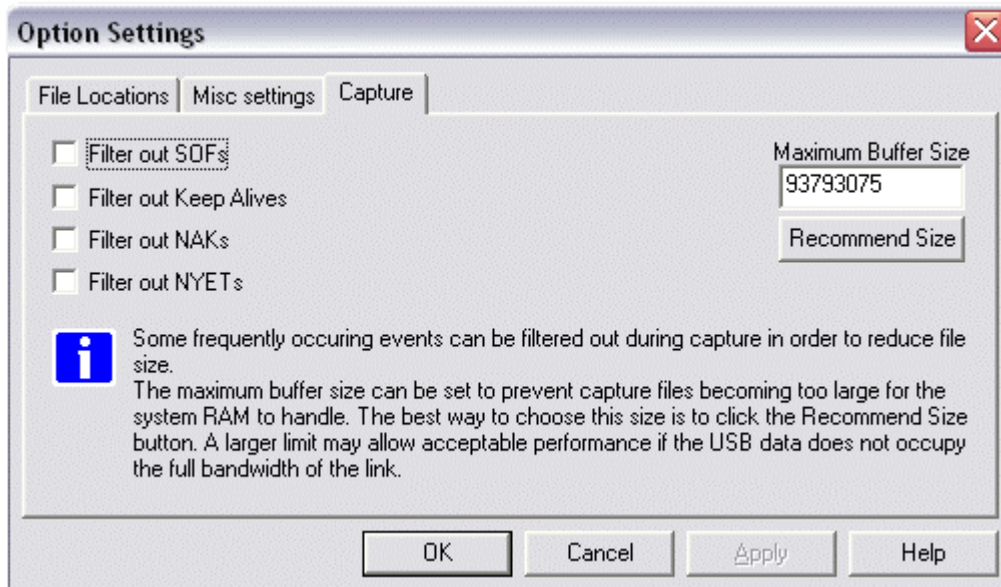 Option Settings
File Locations Misc settings Capture
Filter out SOFs
Filter out Keep Alives
Filter out NAKs
Filter out NYETs
Maximum Buffer Size
93793075
Recommend Size
Some frequently occuring events can be filtered out during capture in order to reduce file
size.
The maximum buffer size can be set to prevent capture files becoming too large for the
system RAM to handle. The best way to choose this size is to click the Recommend Size
button. A larger limit may allow acceptable performance if the USB data does not occupy
the full bandwidth of the link.
OK Cancel Apply Help